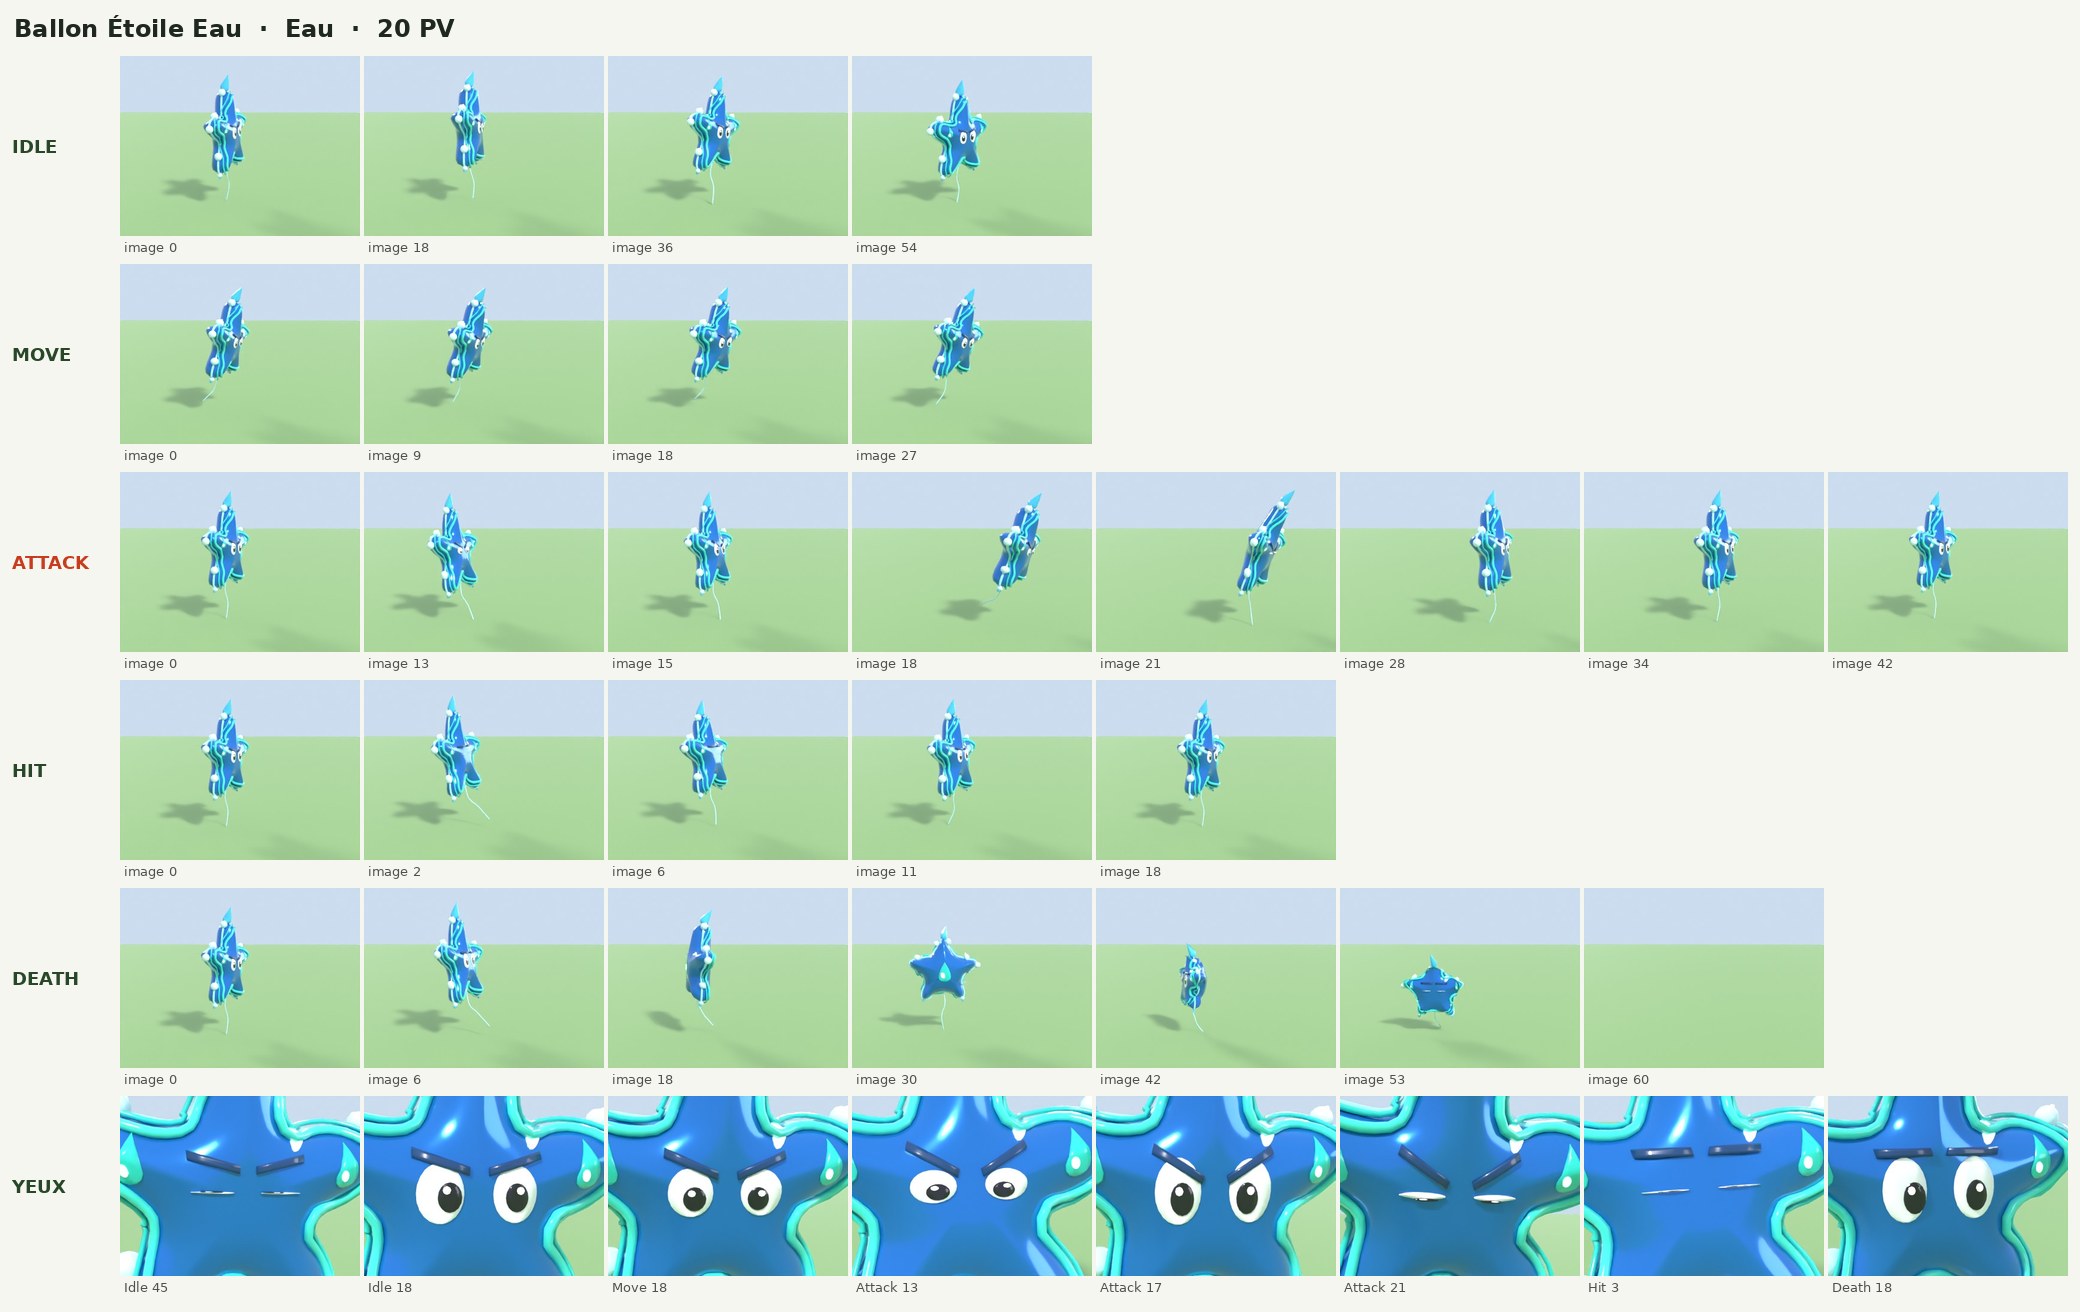 Ballon Étoile Eau · Eau · 20 PV
IDLE
image 0 image 18 image 36 image 54
MOVE
image 0 image 9 image 18 image 27
ATTACK
image 0 image 13 image 15 image 18 image 21 image 28 image 34 image 42
HIT
image 0 image 2 image 6 image 11 image 18
DEATH
image 0 image 6 image 18 image 30 image 42 image 53 image 60
YEUX
Idle 45 Idle 18 Move 18 Attack 13 Attack 17 Attack 21 Hit 3 Death 18